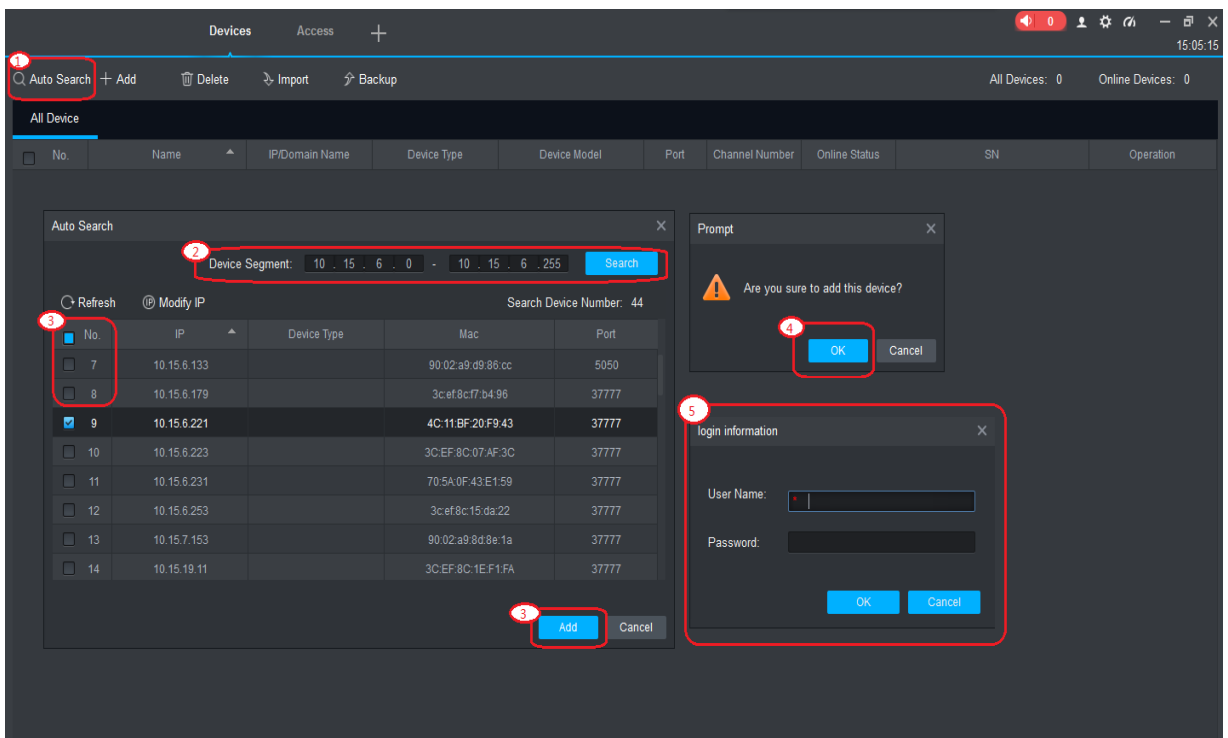 Devices Access 0
15:05:15
1
Auto Search Add Delete Import Backup All Devices: 0 Online Devices: 0
All Device
No. Name IP/Domain Name Device Type Device Model Port Channel Number Online Status SN Operation
Auto Search
2
Device Segment: 10 . 15 . 6 . 0 - 10 . 15 . 6 . 255 Search
Refresh IP Modify IP Search Device Number: 44
3
No. IP Device Type Mac Port
7 10.15.6.133 90:02:a9:d9:86:cc 5050
8 10.15.6.179 3c:ef:8c:f7:b4:96 37777
9 10.15.6.221 4C:11:BF:20:F9:43 37777
10 10.15.6.223 3C:EF:8C:07:AF:3C 37777
11 10.15.6.231 70:5A:0F:43:E1:59 37777
12 10.15.6.253 3c:ef:8c:15:da:22 37777
13 10.15.7.153 90:02:a9:8d:8e:1a 37777
14 10.15.19.11 3C:EF:8C:1E:F1:FA 37777
3
Add Cancel
Prompt
Are you sure to add this device?
4
OK Cancel
5
login information
User Name: *
Password:
OK Cancel